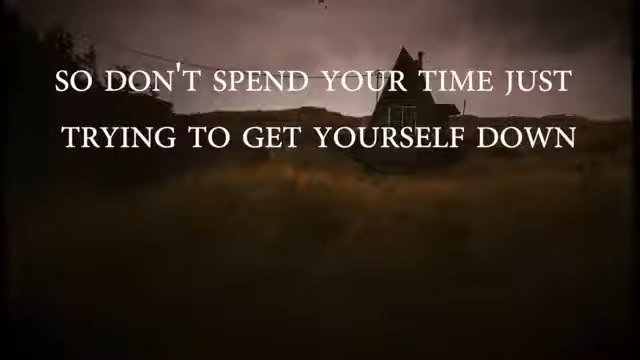 SO DON'T SPEND YOUR TIME JUST
TRYING TO GET YOURSELF DOWN